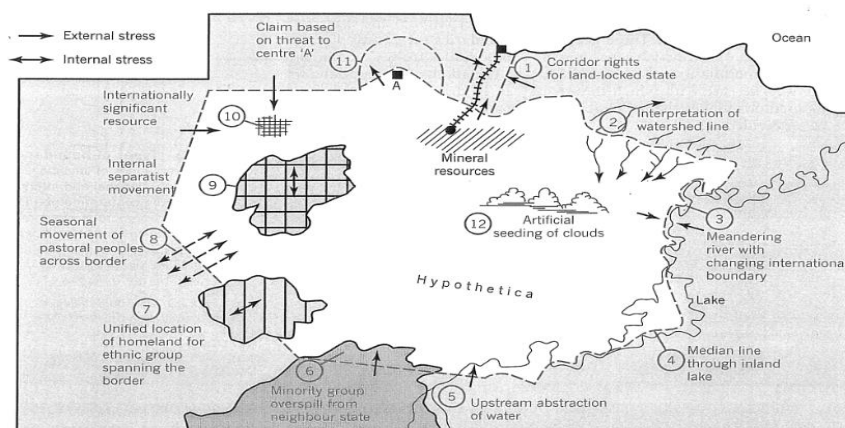 External stress
Internal stress
Claim based
on threat to
centre 'A'
11
A
1
Corridor rights
for land-locked
state
Ocean
Internationally
significant
resource
10
2
Interpretation of
watershed line
Mineral
resources
Internal
separatist
movement
9
12
Artificial
seeding of clouds
3
Meandering
river with
changing international
boundary
Seasonal
movement of
pastoral peoples
across border
8
Hypothetica
Lake
7
Unified location
of homeland for
ethnic group
spanning the
border
4
Median line
through inland
lake
6
Minority group
overspill from
neighbour state
5
Upstream abstraction
of water